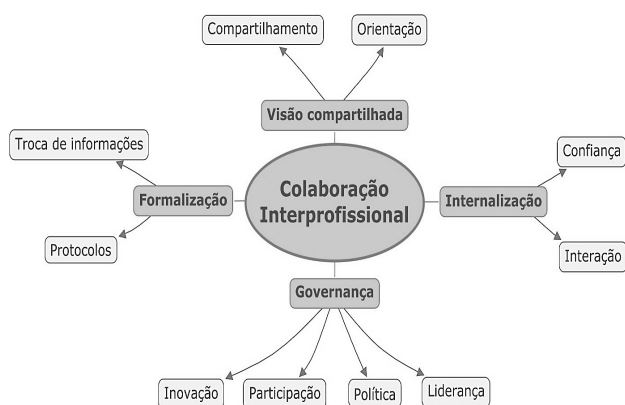 Compartilhamento
Orientação
Visão compartilhada
Troca de informações
Confiança
Formalização
Colaboração
Interprofissional
Internalização
Protocolos
Interação
Governança
Inovação
Participação
Política
Liderança